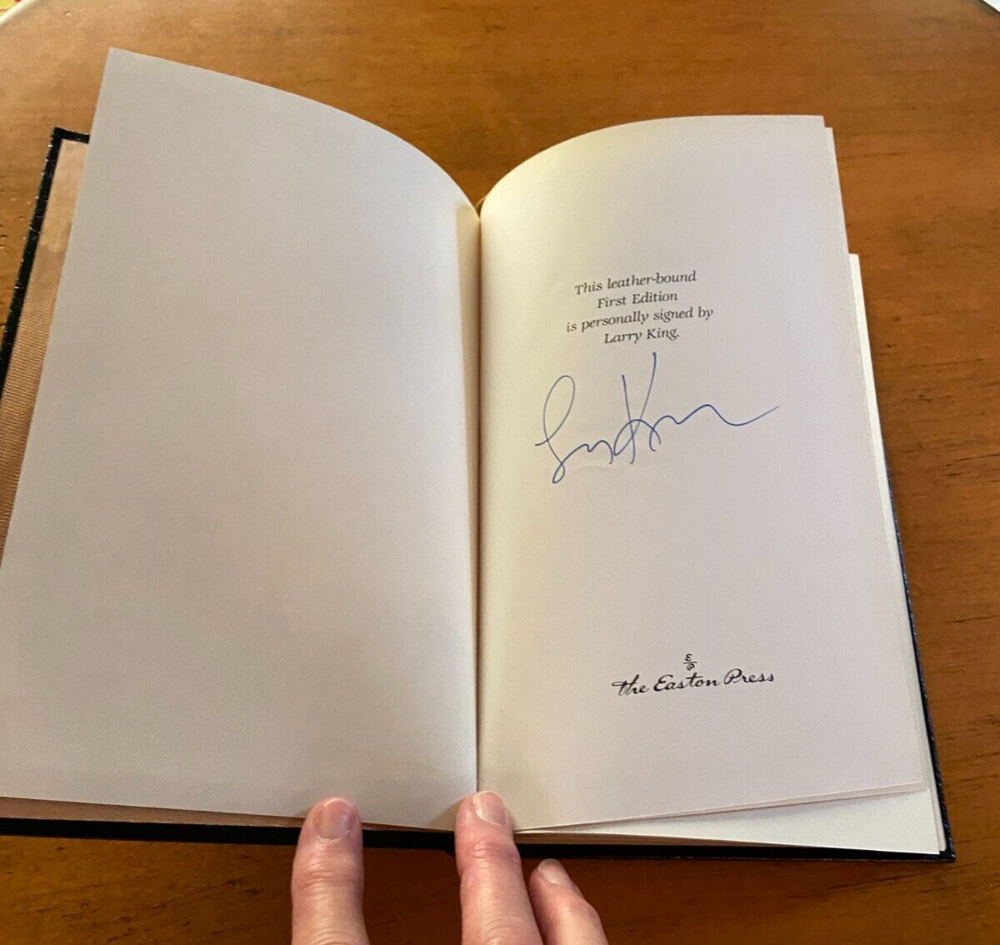 This leather-bound
First Edition
is personally signed by
Larry King.
the Easton Press